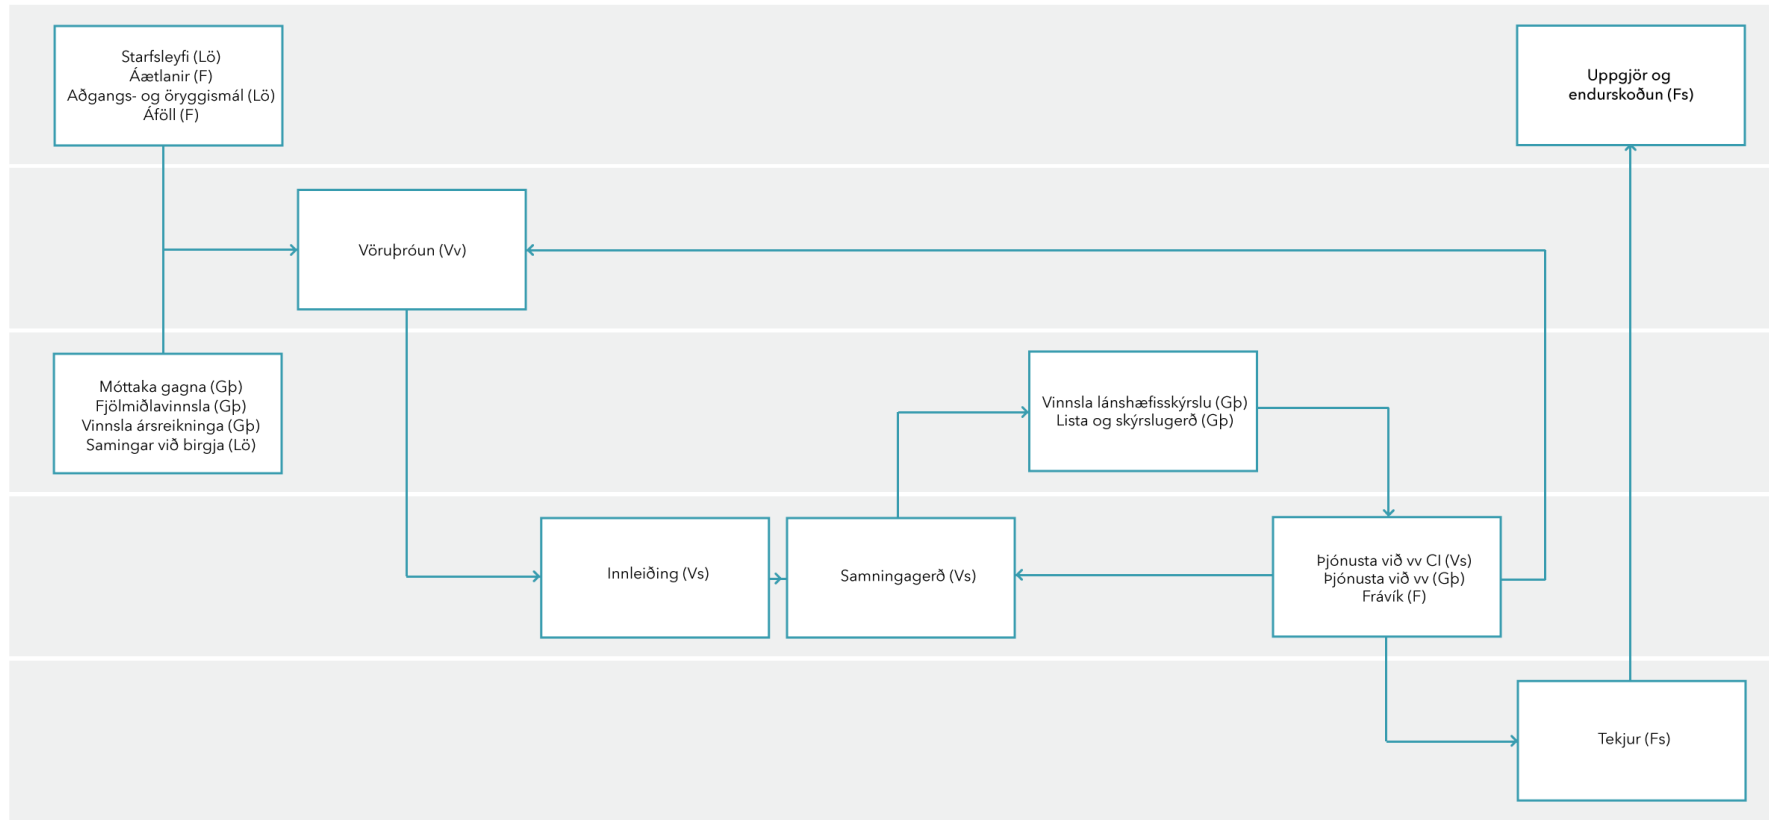 Starfsleyfi (Lö)
Áætlanir (F)
Aðgangs- og öryggismál (Lö)
Áföll (F)
Uppgjör og
endurskoðun (Fs)
Vöruþróun (Vv)
Móttaka gagna (Gþ)
Fjölmiðlavinnsla (Gþ)
Vinnsla ársreikninga (Gþ)
Samingar við birgja (Lö)
Vinnsla lánshæfisskýrslu (Gþ)
Lista og skýrslugerð (Gþ)
Innleiðing (Vs)
Samningagerð (Vs)
Þjónusta við vv CI (Vs)
Þjónusta við vv (Gþ)
Frávík (F)
Tekjur (Fs)